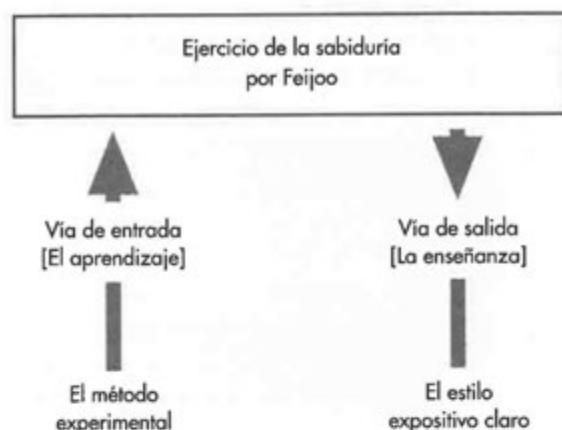 Ejercicio de la sabiduría
por Feijoo
Vía de entrada
[El aprendizaje]
Vía de salida
[La enseñanza]
El método
experimental
El estilo
expositivo claro